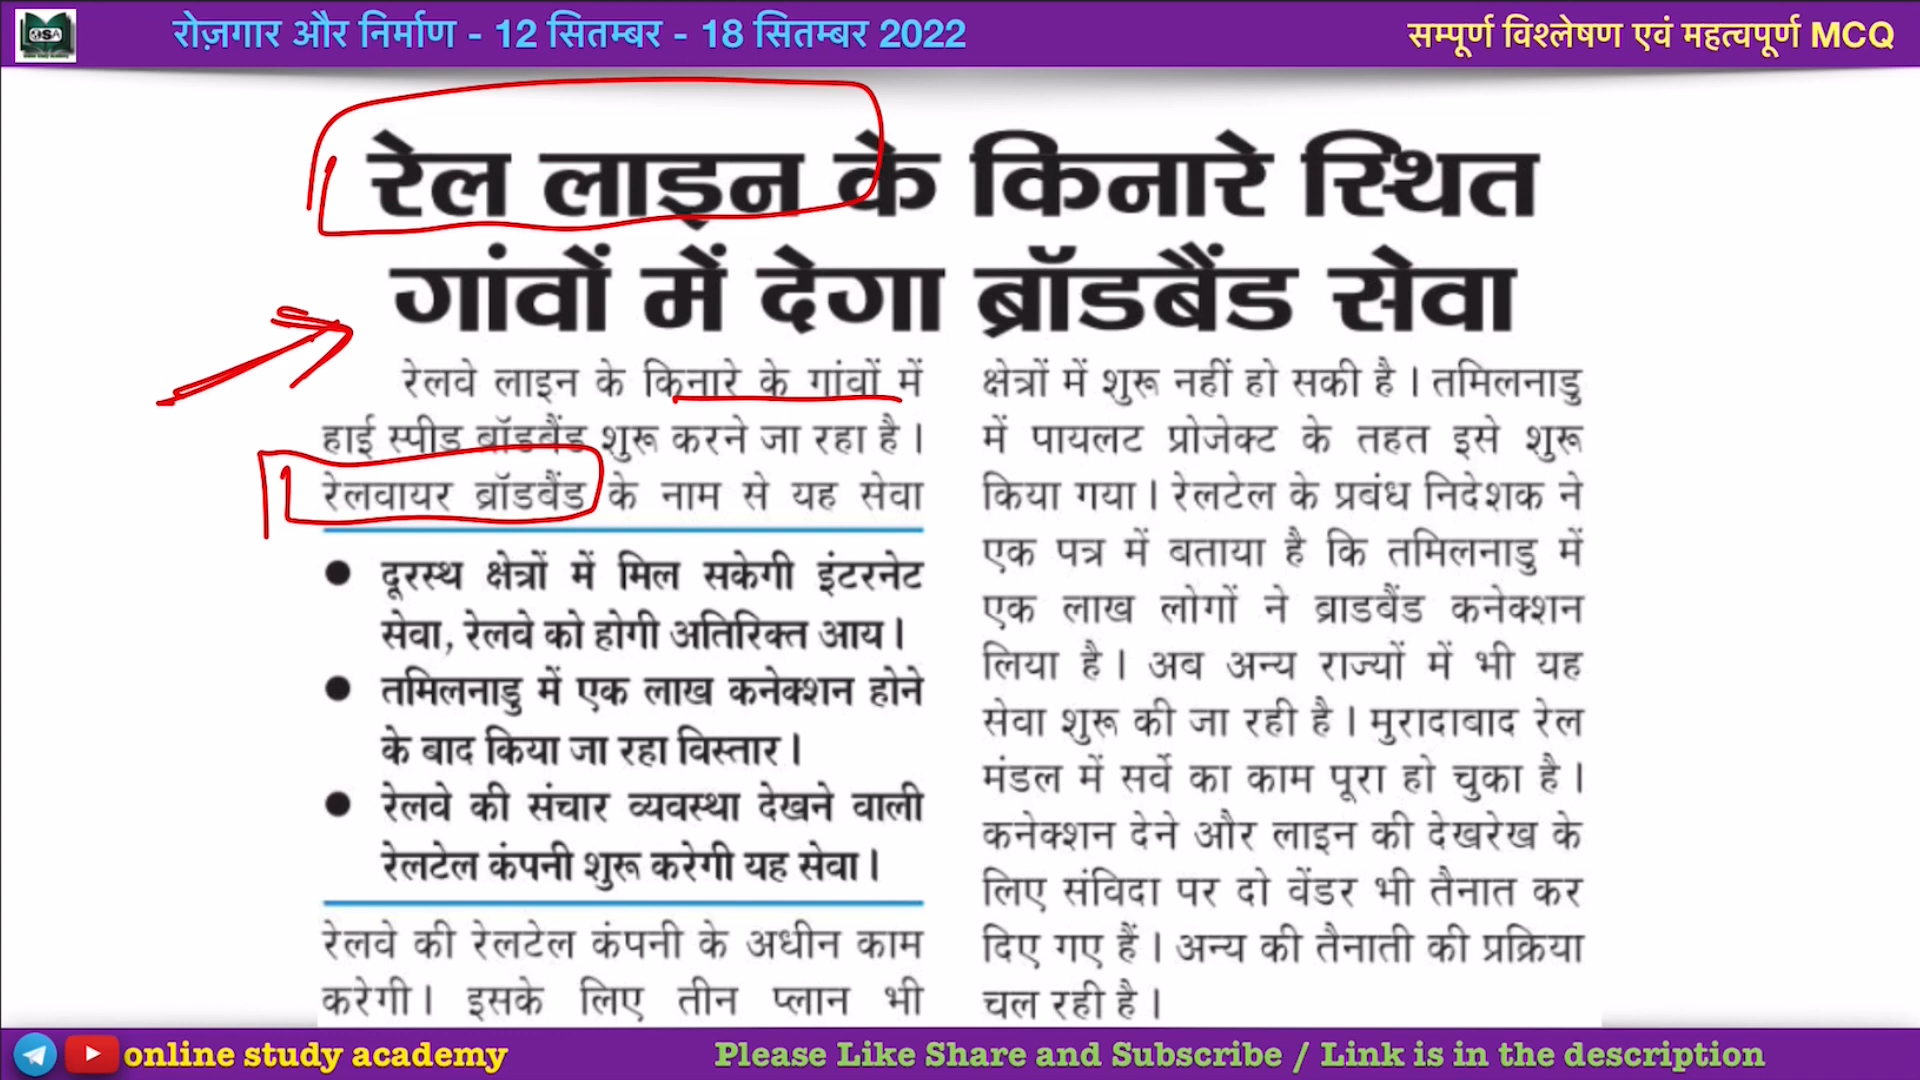 रोज़गार और निर्माण - 12 सितम्बर - 18 सितम्बर 2022
सम्पूर्ण विश्लेषण एवं महत्वपूर्ण MCQ
रेल लाइन के किनारे स्थित
गांवों में देगा ब्रॉडबैंड सेवा
रेलवे लाइन के किनारे के गांवों में
हाई स्पीड ब्रॉडबैंड शुरू करने जा रहा है।
रेलवायर ब्रॉडबैंड के नाम से यह सेवा
● दूरस्थ क्षेत्रों में मिल सकेगी इंटरनेट
सेवा, रेलवे को होगी अतिरिक्त आय।
● तमिलनाडु में एक लाख कनेक्शन होने
के बाद किया जा रहा विस्तार।
● रेलवे की संचार व्यवस्था देखने वाली
रेलटेल कंपनी शुरू करेगी यह सेवा।
रेलवे की रेलटेल कंपनी के अधीन काम
करेगी। इसके लिए तीन प्लान भी
क्षेत्रों में शुरू नहीं हो सकी है। तमिलनाडु
में पायलट प्रोजेक्ट के तहत इसे शुरू
किया गया। रेलटेल के प्रबंध निदेशक ने
एक पत्र में बताया है कि तमिलनाडु में
एक लाख लोगों ने ब्राडबैंड कनेक्शन
लिया है। अब अन्य राज्यों में भी यह
सेवा शुरू की जा रही है। मुरादाबाद रेल
मंडल में सर्वे का काम पूरा हो चुका है।
कनेक्शन देने और लाइन की देखरेख के
लिए संविदा पर दो वेंडर भी तैनात कर
दिए गए हैं। अन्य की तैनाती की प्रक्रिया
चल रही है।
online study academy
Please Like Share and Subscribe / Link is in the description